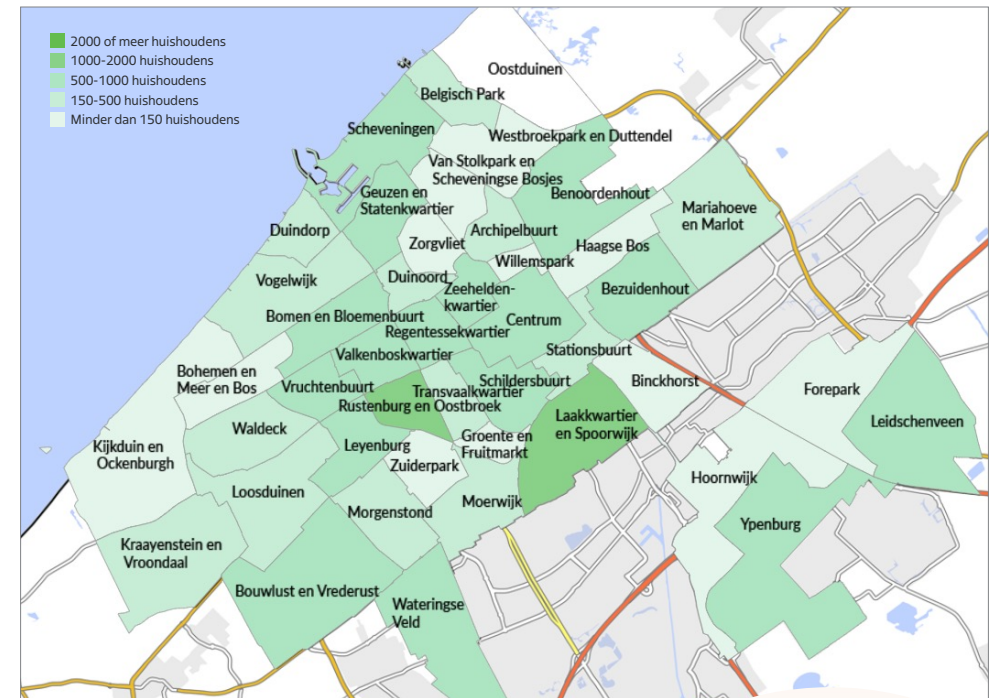 2000 of meer huishoudens
1000-2000 huishoudens
500-1000 huishoudens
150-500 huishoudens
Minder dan 150 huishoudens
Oostduinen
Belgisch Park
Scheveningen
Westbroekpark en Duttendel
Van Stolkpark en
Scheveningse Bosjes
Geuzen en
Statenkwartier
Benoordenhout
Mariahoeve
en Marlot
Duindorp
Archipelbuurt
Zorgvliet
Haagse Bos
Willemspark
Vogelwijk
Duinoord
Zeehelden-
kwartier
Bezuidenhout
Bomen en Bloemenbuurt
Centrum
Regentessekwartier
Valkenboskwartier
Stationsbuurt
Bohemen en
Meer en Bos
Vruchtenbuurt
Schildersbuurt
Transvaalkwartier
Binckhorst
Forepark
Rustenburg en Oostbroek
Laakkwartier
en Spoorwijk
Leidschenveen
Waldeck
Kijkduin en
Ockenburgh
Leyenburg
Groente en
Fruitmarkt
Zuiderpark
Hoornwijk
Loosduinen
Morgenstond
Moerwijk
Ypenburg
Kraayenstein en
Vroondaal
Bouwlust en Vrederust
Wateringse
Veld